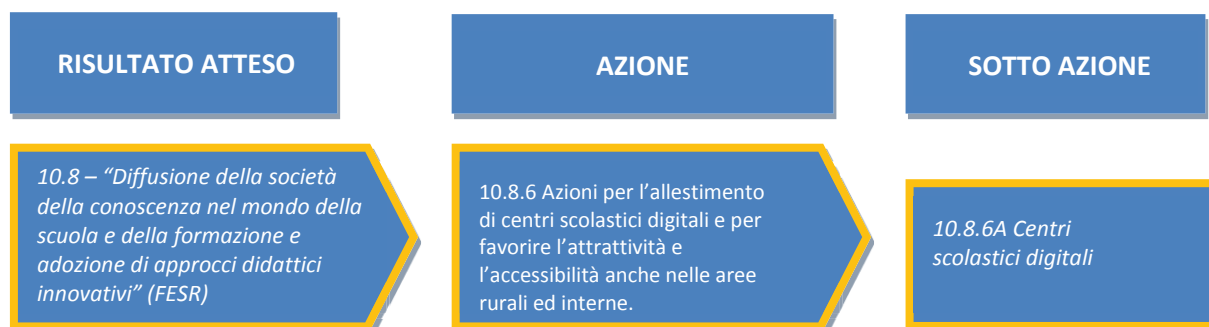 RISULTATO ATTESO
AZIONE
SOTTO AZIONE
10.8 – “Diffusione della società
della conoscenza nel mondo della
scuola e della formazione e
adozione di approcci didattici
innovativi” (FESR)
10.8.6 Azioni per l’allestimento
di centri scolastici digitali e per
favorire l’attrattività e
l’accessibilità anche nelle aree
rurali ed interne.
10.8.6A Centri
scolastici digitali